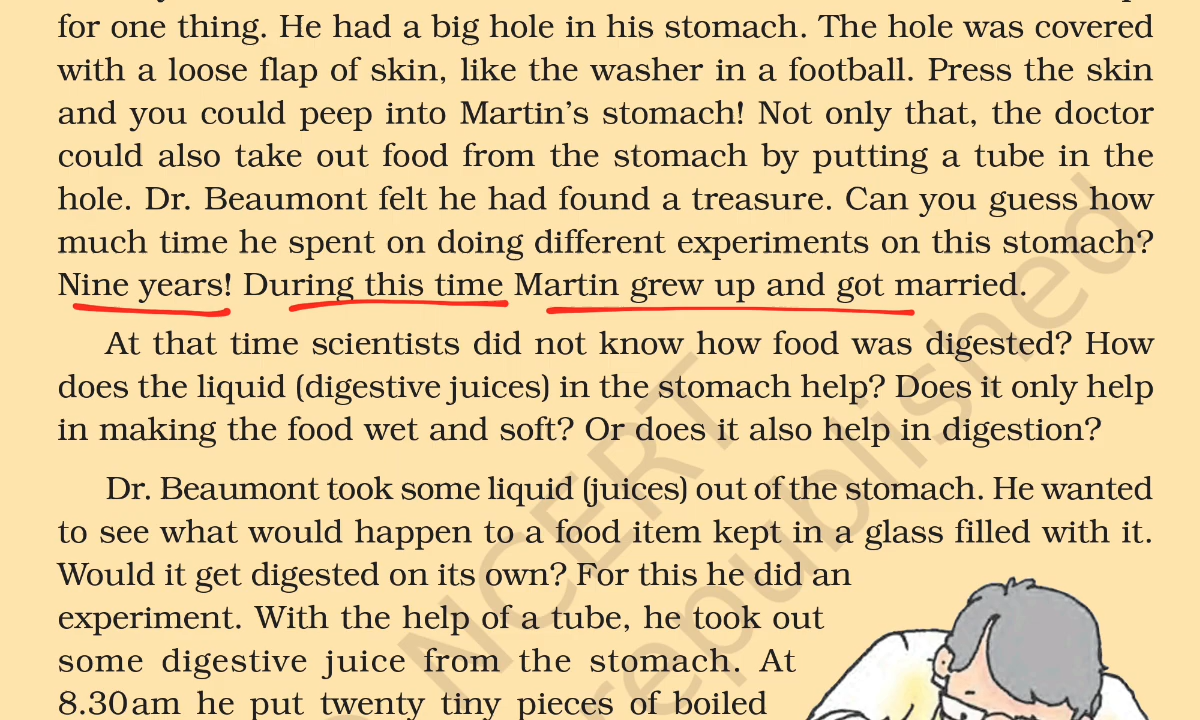 for one thing. He had a big hole in his stomach. The hole was covered
with a loose flap of skin, like the washer in a football. Press the skin
and you could peep into Martin's stomach! Not only that, the doctor
could also take out food from the stomach by putting a tube in the
hole. Dr. Beaumont felt he had found a treasure. Can you guess how
much time he spent on doing different experiments on this stomach?
Nine years! During this time Martin grew up and got married.
At that time scientists did not know how food was digested? How
does the liquid (digestive juices) in the stomach help? Does it only help
in making the food wet and soft? Or does it also help in digestion?
Dr. Beaumont took some liquid (juices) out of the stomach. He wanted
to see what would happen to a food item kept in a glass filled with it.
Would it get digested on its own? For this he did an
experiment. With the help of a tube, he took out
some digestive juice from the stomach. At
8.30am he put twenty tiny pieces of boiled
NCERT
republished